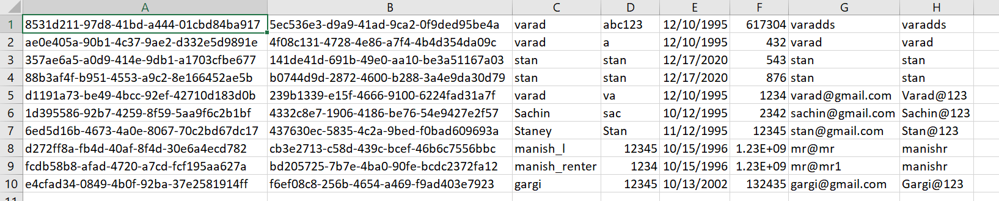 A B C D E F G H
1 8531d211-97d8-41bd-a444-01cbd84ba917 5ec536e3-d9a9-41ad-9ca2-0f9ded95be4a varad abc123 12/10/1995 617304 varadds varadds
2 ae0e405a-90b1-4c37-9ae2-d332e5d9891e 4f08c131-4728-4e86-a7f4-4b4d354da09c varad a 12/10/1995 432 varad varad
3 357ae6a5-a0d9-414e-9db1-a1703cfbe677 141de41d-691b-49e0-aa10-be3a51167a03 stan stan 12/17/2020 543 stan stan
4 88b3af4f-b951-4553-a9c2-8e166452ae5b b0744d9d-2872-4600-b288-3a4e9da30d79 stan stan 12/17/2020 876 stan stan
5 d1191a73-be49-4bcc-92ef-42710d183d0b 239b1339-e15f-4666-9100-6224fad31a7f varad va 12/10/1995 1234 varad@gmail.com Varad@123
6 1d395586-92b7-4259-8f59-5aa9f6c2b1bf 4332c8e7-1906-4186-be76-54e9427e2f57 Sachin sac 10/12/1995 2342 sachin@gmail.com Sachin@123
7 6ed5d16b-4673-4a0e-8067-70c2bd67dc17 437630ec-5835-4c2a-9bed-f0bad609693a Staney Stan 11/12/1995 12345 stan@gmail.com Stan@123
8 d272ff8a-fb4d-40af-8f4d-30e6a4ecd782 cb3e2713-c58d-439c-bcef-46b6c7556bbc manish_l 12345 10/15/1996 1.23E+09 mr@mr manishr
9 fcdb58b8-afad-4720-a7cd-fcf195aa627a bd205725-7b7e-4ba0-90fe-bcdc2372fa12 manish_renter 1234 10/15/1996 1.23E+09 mr@mr1 manishr
10 e4cfad34-0849-4b0f-92ba-37e2581914ff f6ef08c8-256b-4654-a469-f9ad403e7923 gargi 12345 10/13/2002 132435 gargi@gmail.com Gargi@123